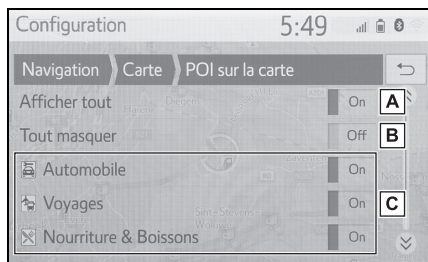 Configuration 5:49
Navigation Carte POI sur la carte
Afficher tout On A
Tout masquer Off B
Automobile On
Voyages On C
Nourriture & Boissons On